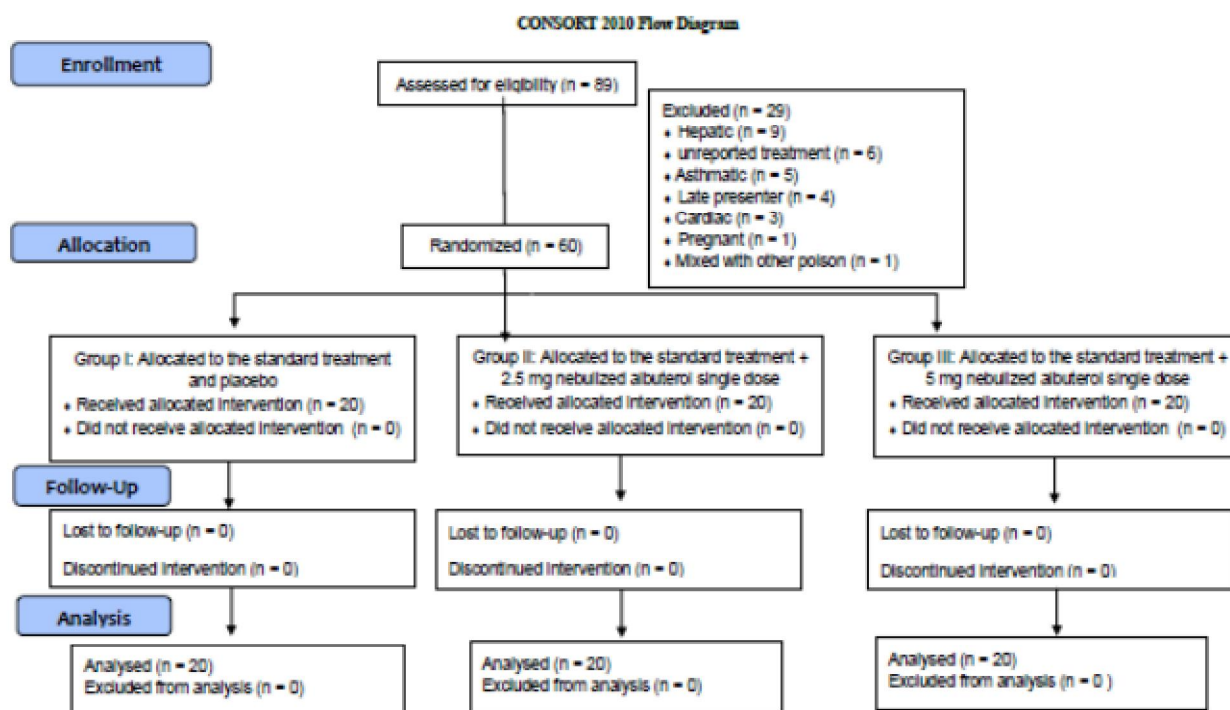 CONSORT 2010 Flow Diagram
Enrollment
Assessed for eligibility (n = 89)
Excluded (n = 29)
♦ Hepatic (n = 9)
♦ unreported treatment (n = 6)
♦ Asthmatic (n = 5)
♦ Late presenter (n = 4)
♦ Cardiac (n = 3)
♦ Pregnant (n = 1)
♦ Mixed with other poison (n = 1)
Allocation
Randomized (n = 60)
Group I: Allocated to the standard treatment
and placebo
♦ Received allocated intervention (n = 20)
♦ Did not receive allocated intervention (n = 0)
Group II: Allocated to the standard treatment +
2.5 mg nebulized albuterol single dose
♦ Received allocated intervention (n = 20)
♦ Did not receive allocated intervention (n = 0)
Group III: Allocated to the standard treatment +
5 mg nebulized albuterol single dose
♦ Received allocated intervention (n = 20)
♦ Did not receive allocated intervention (n = 0)
Follow-Up
Lost to follow-up (n = 0)
Discontinued intervention (n = 0)
Lost to follow-up (n = 0)
Discontinued intervention (n = 0)
Lost to follow-up (n = 0)
Discontinued intervention (n = 0)
Analysis
Analysed (n = 20)
Excluded from analysis (n = 0)
Analysed (n = 20)
Excluded from analysis (n = 0)
Analysed (n = 20)
Excluded from analysis (n = 0 )